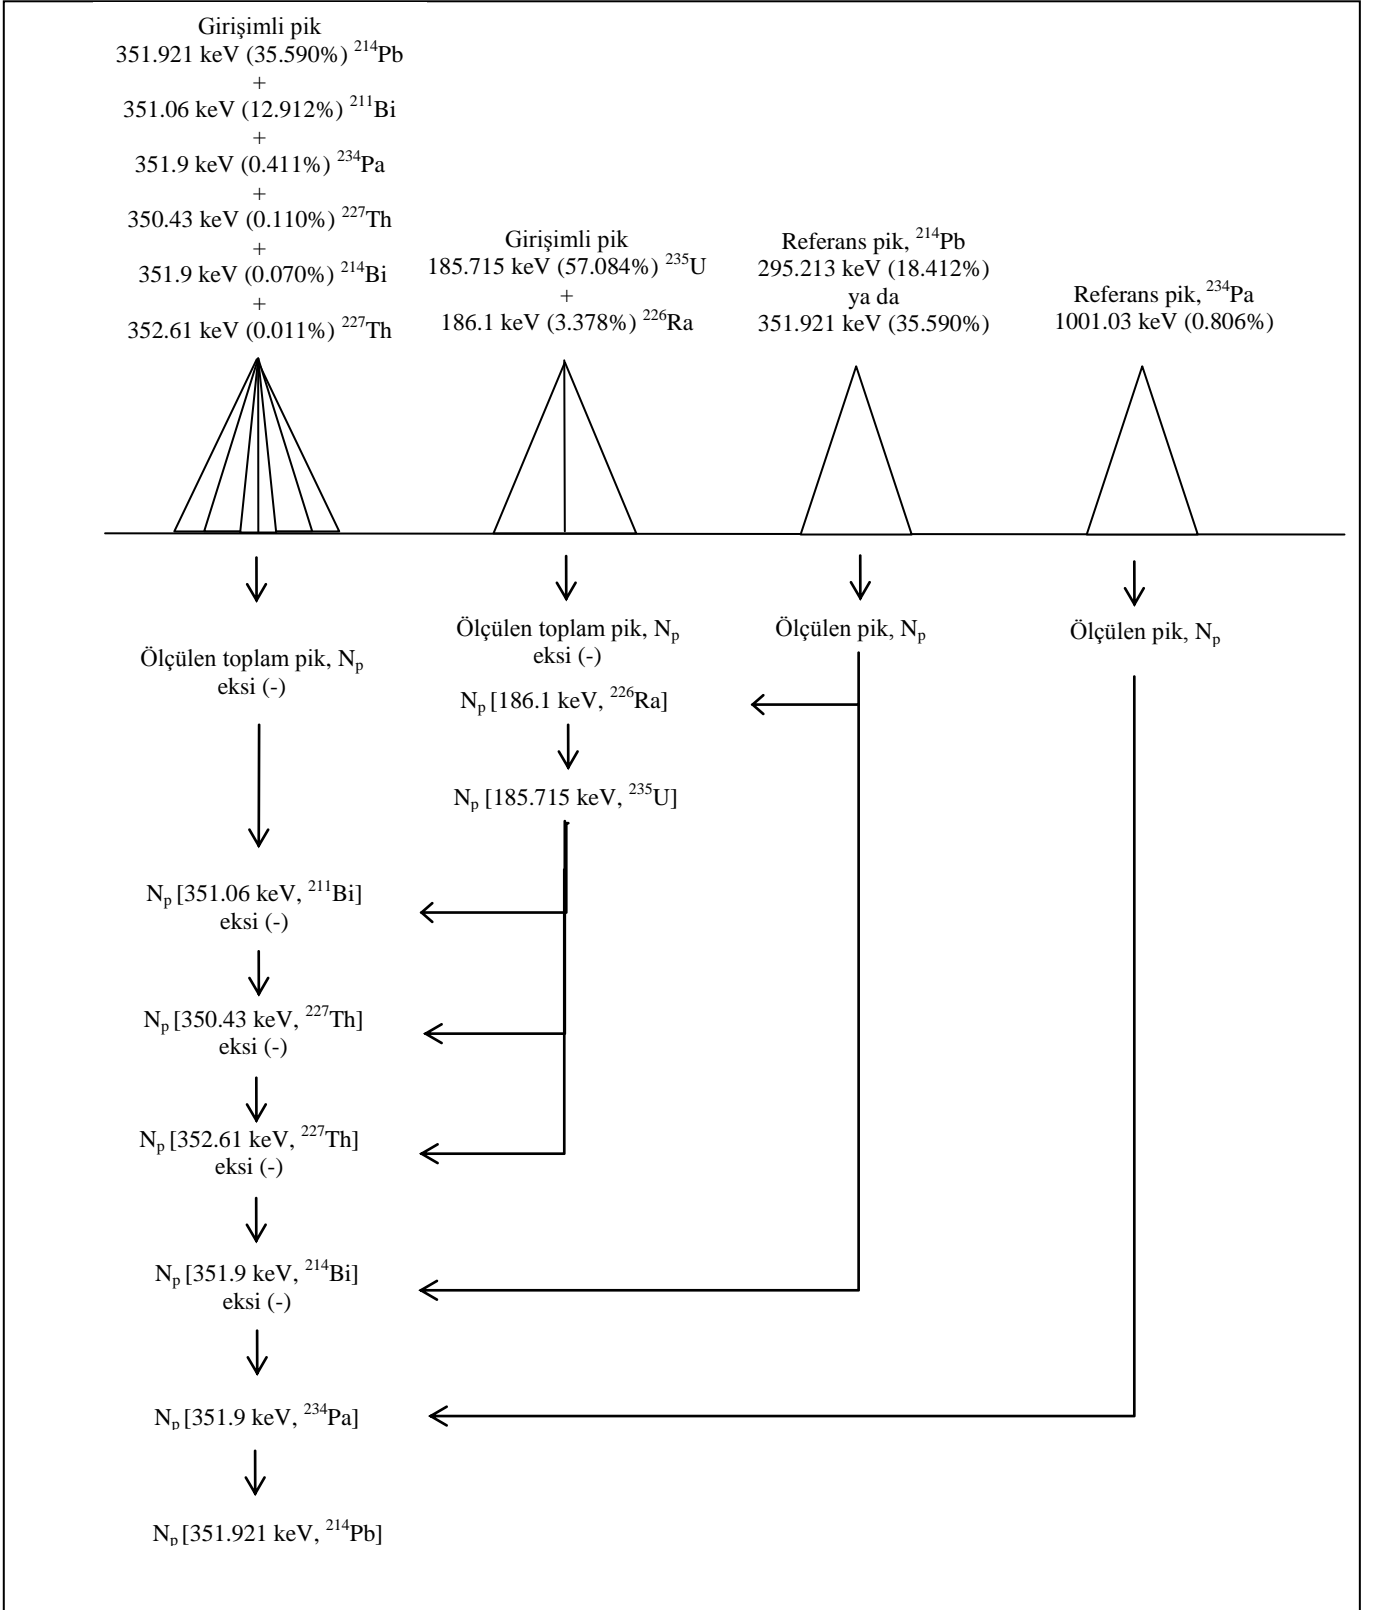 Girişimli pik
351.921 keV (35.590%) ²¹⁴Pb
+
351.06 keV (12.912%) ²¹¹Bi
+
351.9 keV (0.411%) ²³⁴Pa
+
350.43 keV (0.110%) ²²⁷Th
+
351.9 keV (0.070%) ²¹⁴Bi
+
352.61 keV (0.011%) ²²⁷Th
Girişimli pik
185.715 keV (57.084%) ²³⁵U
+
186.1 keV (3.378%) ²²⁶Ra
Referans pik, ²¹⁴Pb
295.213 keV (18.412%)
ya da
351.921 keV (35.590%)
Referans pik, ²³⁴Pa
1001.03 keV (0.806%)
Ölçülen toplam pik, Nₚ
eksi (-)
Ölçülen toplam pik, Nₚ
eksi (-)
Nₚ [186.1 keV, ²²⁶Ra]
Nₚ [185.715 keV, ²³⁵U]
Ölçülen pik, Nₚ
Ölçülen pik, Nₚ
Nₚ [351.06 keV, ²¹¹Bi]
eksi (-)
Nₚ [350.43 keV, ²²⁷Th]
eksi (-)
Nₚ [352.61 keV, ²²⁷Th]
eksi (-)
Nₚ [351.9 keV, ²¹⁴Bi]
eksi (-)
Nₚ [351.9 keV, ²³⁴Pa]
Nₚ [351.921 keV, ²¹⁴Pb]